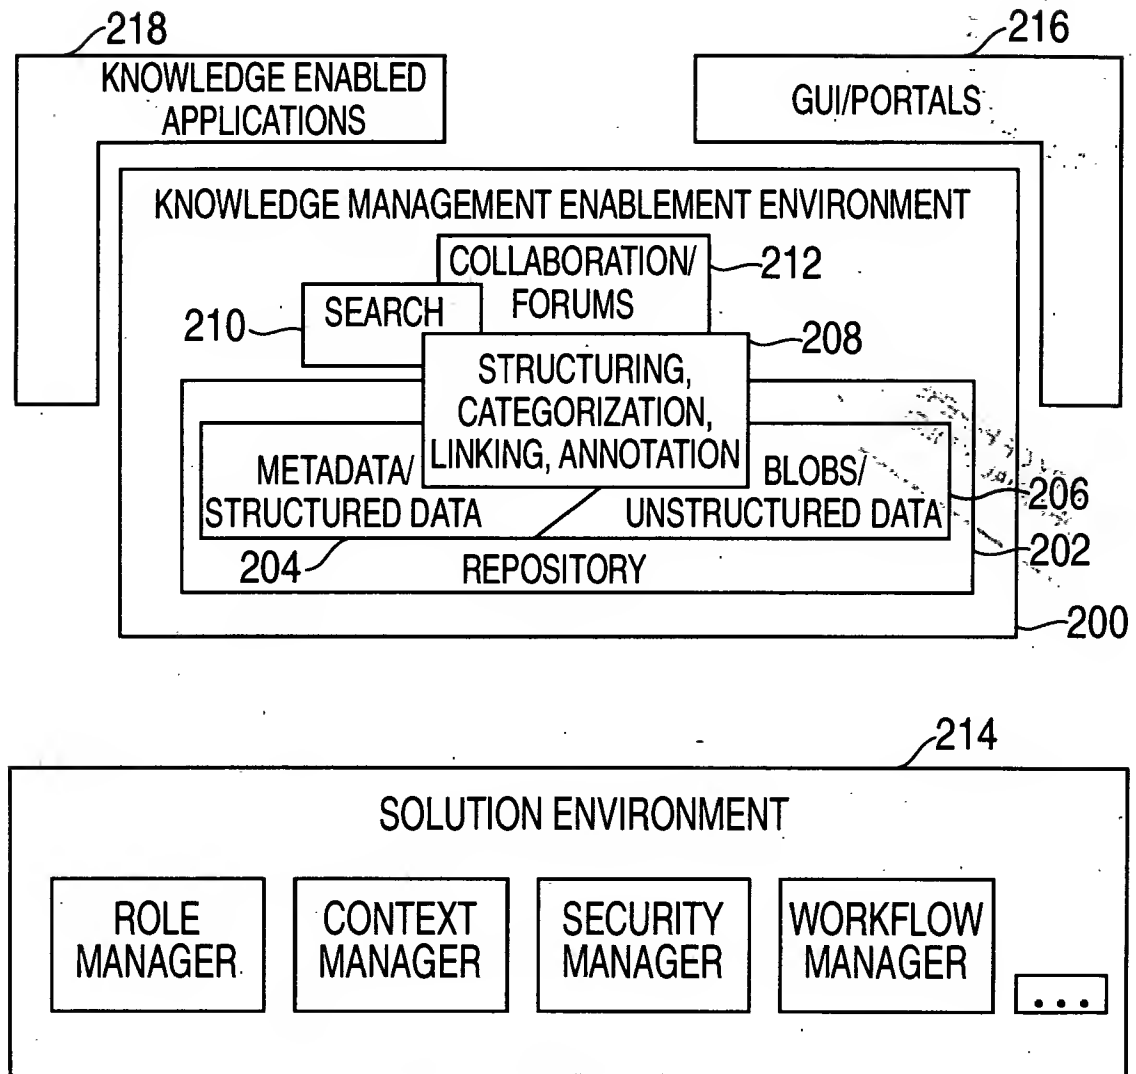 218
216
KNOWLEDGE ENABLED
APPLICATIONS
GUI/PORTALS
KNOWLEDGE MANAGEMENT ENABLEMENT ENVIRONMENT
COLLABORATION/
FORUMS
212
SEARCH
210
208
STRUCTURING,
CATEGORIZATION,
LINKING, ANNOTATION
METADATA/
STRUCTURED DATA
BLOBS/
UNSTRUCTURED DATA
206
204
REPOSITORY
202
200
214
SOLUTION ENVIRONMENT
ROLE
MANAGER
CONTEXT
MANAGER
SECURITY
MANAGER
WORKFLOW
MANAGER
...